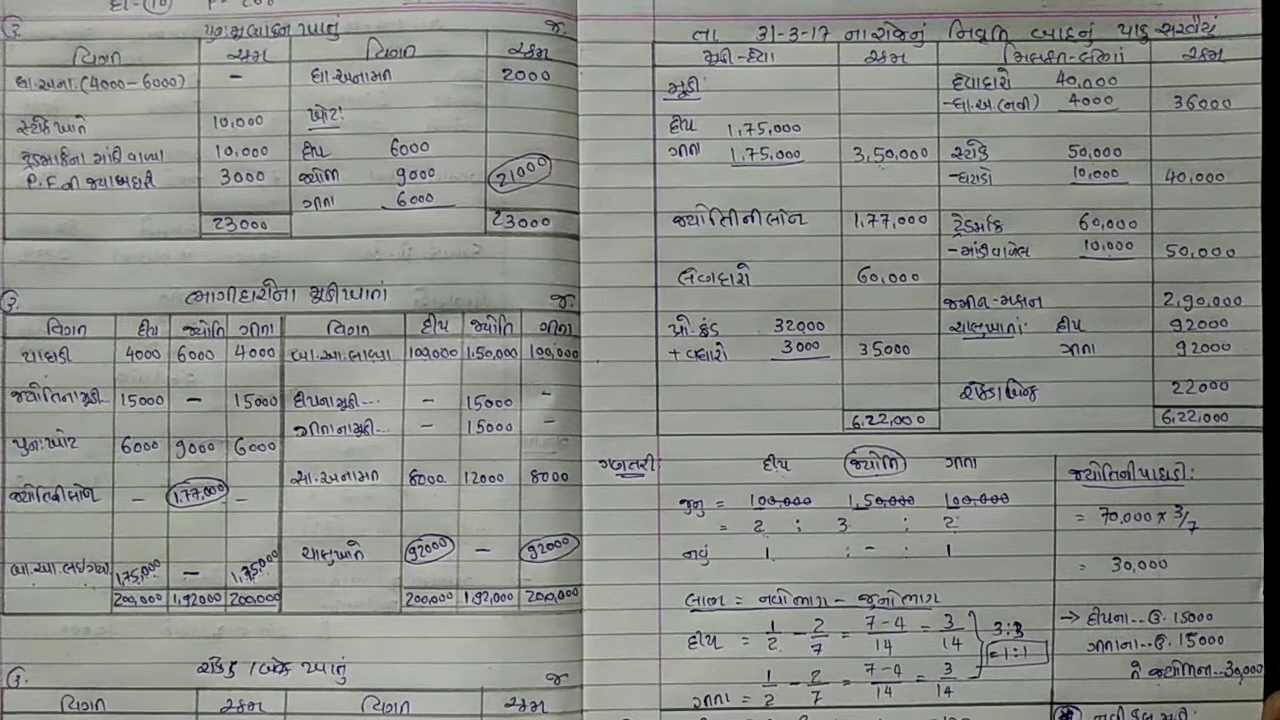 દા-(10) P = 208
ઉ. પુનઃમૂલ્યાંકન ખાતું જ.
વિગત રકમ વિગત રકમ
ઘા.અના.(4000-6000) - ઘા.અનામત 2000
સ્ટોક ખાતે 10,000 ખોટ:
ટ્રેડમાર્કના માંડી વાળ્યા 10,000 દીપ 6000
P.F ની જવાબદારી 3000 જ્યોતિ 9000 21000
ગીતા 6000
23000 23000
ઉ. ભાગીદારોના મૂડી ખાતાં જ.
વિગત દીપ જ્યોતિ ગીતા વિગત દીપ જ્યોતિ ગીતા
પાઘડી 4000 6000 4000 બા.આ.લાવ્યા 100,000 1,50,000 100,000
જ્યોતિના મૂડી.. 15000 - 15000 દીપના મૂડી... - 15000 -
ગીતાના મૂડી... - 15000 -
પુનઃખોટ 6000 9000 6000
સા.અનામત 8000 12000 8000
જ્યોતિની લોન - 1,77,000 -
ચાલુખાતે 92000 - 92000
બા.આ.લઈ ગયા 1,75,000 - 1,75,000
200,000 1,92000 200,000 200,000 1,92,000 200,000
ઉ. રોકડ / બેંક ખાતું જ
વિગત રકમ વિગત રકમ
તા 31-3-17 ના રોજનું નિવૃત્તિ બાદનું પાકું સરવૈયું
મૂડી-દેવા રકમ મિલકત-લેણાં રકમ
મૂડી: દેવાદારો 40,000
-ઘા.અ.(નવી) 4000 36000
દીપ 1,75,000
ગીતા 1,75,000 3,50,000 સ્ટોક 50,000
-ઘટાડો 10,000 40,000
જ્યોતિની લોન 1,77,000 ટ્રેડમાર્ક 60,000
-માંડી વાળેલ 10,000 50,000
લેણદારો 60,000
જમીન-મકાન 2,90,000
પ્રો.ફંડ 32000 ચાલુખાતાં: દીપ 92000
+ વધારો 3000 35000 ગીતા 92000
રોકડ/બેંક 22000
6,22,000 6,22,000
ગણતરી: દીપ જ્યોતિ ગીતા
જુનુ = 100,000 1,50,000 100,000
= 2 : 3 : 2
નવું 1 : - : 1
લાભ = નવો ભાગ - જુનો ભાગ
દીપ = 1/2 - 2/7 = 7-4/14 = 3/14
3:3
=1:1
ગીતા = 1/2 - 2/7 = 7-4/14 = 3/14
જ્યોતિની પાઘડી:
= 70,000 × 3/7
= 30,000
→ દીપના.. ઉ. 15000
ગીતાના.. ઉ. 15000
તે જ્યોતિના.. 30,000